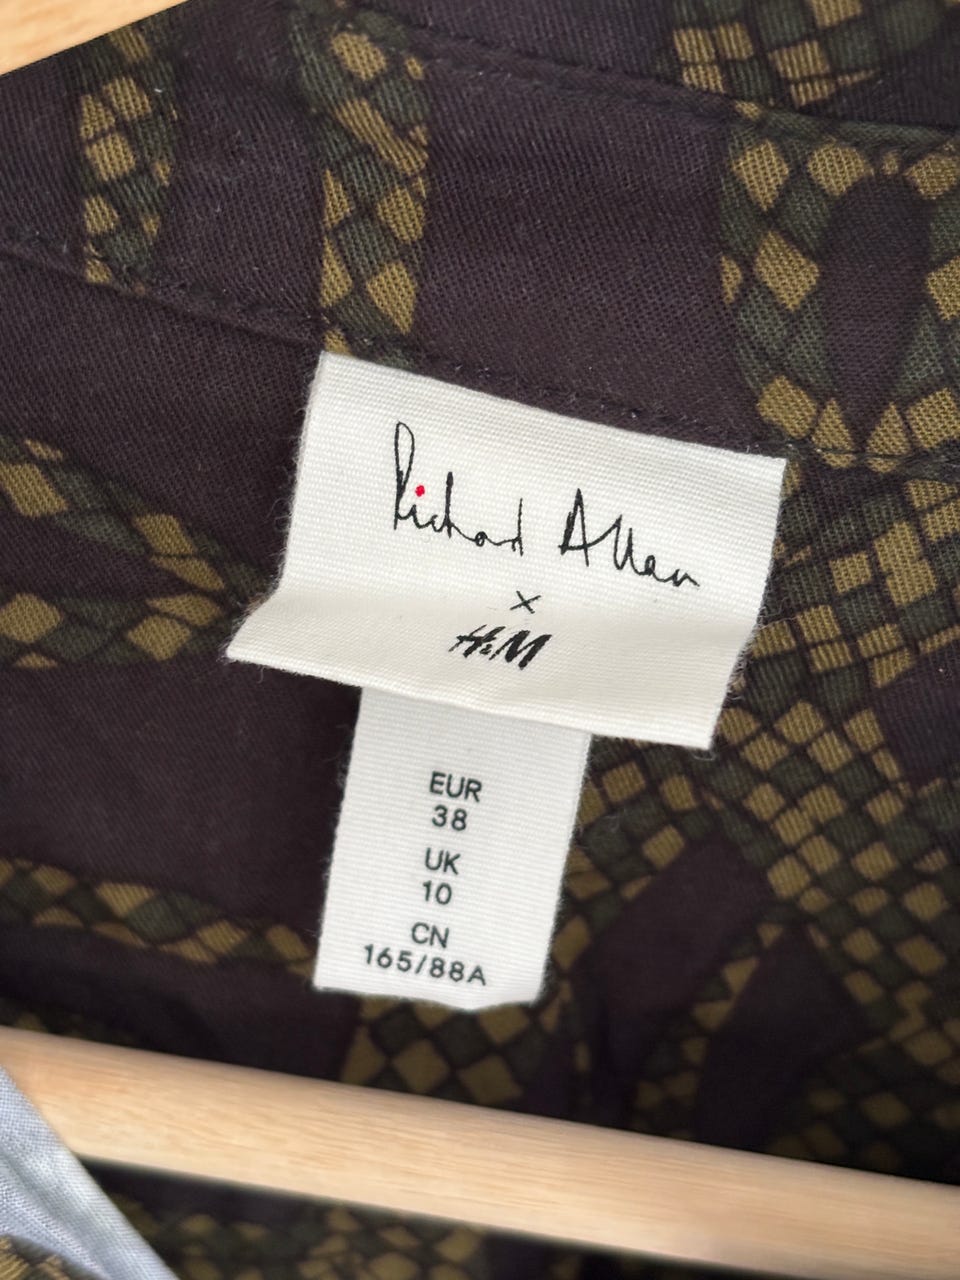 Richard Allan
x
H&M
EUR
38
UK
10
CN
165/88A